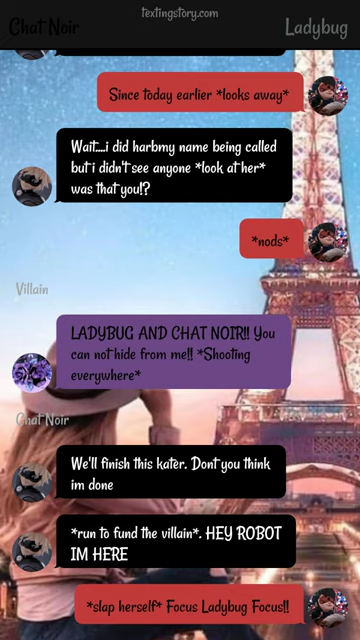 textingstory.com
Chat Noir
Ladybug
Since today earlier *looks away*
Wait....i did harbmy name being called
but i didn't see anyone *look at her*
was that you!?
*nods*
Villain
LADYBUG AND CHAT NOIR!! You
can not hide from me!! *Shooting
everywhere*
Chat Noir
We'll finish this kater. Dont you think
im done
*run to fund the villain*. HEY ROBOT
IM HERE
*slap herself* Focus Ladybug Focus!!